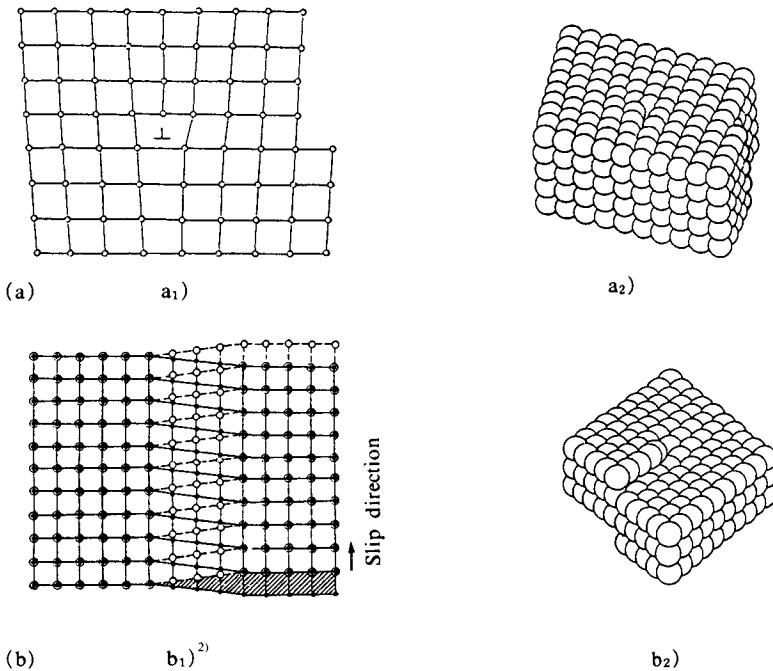 ⊥
(a) a₁) a₂)
Slip direction
(b) b₁)²⁾ b₂)